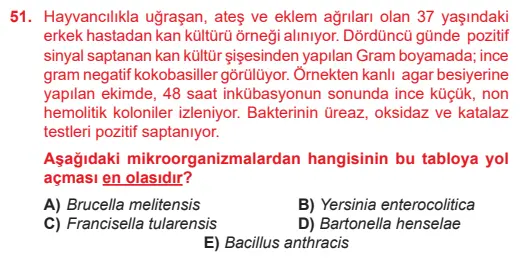 51. Hayvancılıkla uğraşan, ateş ve eklem ağrıları olan 37 yaşındaki
erkek hastadan kan kültürü örneği alınıyor. Dördüncü günde pozitif
sinyal saptanan kan kültür şişesinden yapılan Gram boyamada; ince
gram negatif kokobasiller görülüyor. Örnekten kanlı agar besiyerine
yapılan ekimde, 48 saat inkübasyonun sonunda ince küçük, non
hemolitik koloniler izleniyor. Bakterinin üreaz, oksidaz ve katalaz
testleri pozitif saptanıyor.
Aşağıdaki mikroorganizmalardan hangisinin bu tabloya yol
açması en olasıdır?
A) Brucella melitensis B) Yersinia enterocolitica
C) Francisella tularensis D) Bartonella henselae
E) Bacillus anthracis